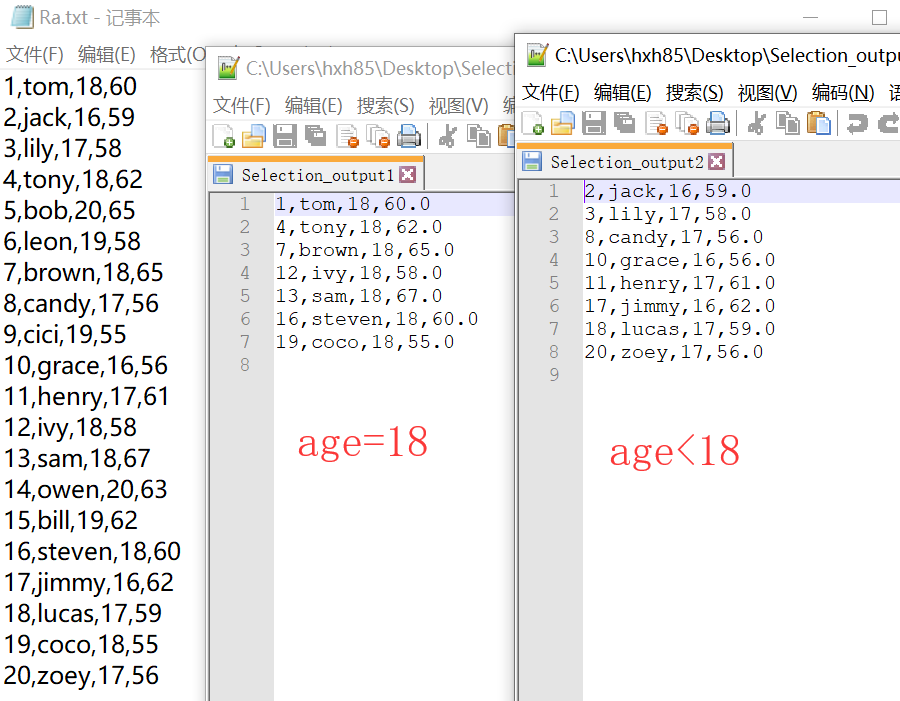 Ra.txt - 记事本
文件(F) 编辑(E) 格式(O
1,tom,18,60
2,jack,16,59
3,lily,17,58
4,tony,18,62
5,bob,20,65
6,leon,19,58
7,brown,18,65
8,candy,17,56
9,cici,19,55
10,grace,16,56
11,henry,17,61
12,ivy,18,58
13,sam,18,67
14,owen,20,63
15,bill,19,62
16,steven,18,60
17,jimmy,16,62
18,lucas,17,59
19,coco,18,55
20,zoey,17,56
C:\Users\hxh85\Desktop\Selecti
文件(F) 编辑(E) 搜索(S) 视图(V) 编
Selection_output1
1 1,tom,18,60.0
2 4,tony,18,62.0
3 7,brown,18,65.0
4 12,ivy,18,58.0
5 13,sam,18,67.0
6 16,steven,18,60.0
7 19,coco,18,55.0
8
age=18
C:\Users\hxh85\Desktop\Selection_outpu
文件(F) 编辑(E) 搜索(S) 视图(V) 编码(N) 语
Selection_output2
1 2,jack,16,59.0
2 3,lily,17,58.0
3 8,candy,17,56.0
4 10,grace,16,56.0
5 11,henry,17,61.0
6 17,jimmy,16,62.0
7 18,lucas,17,59.0
8 20,zoey,17,56.0
9
age<18